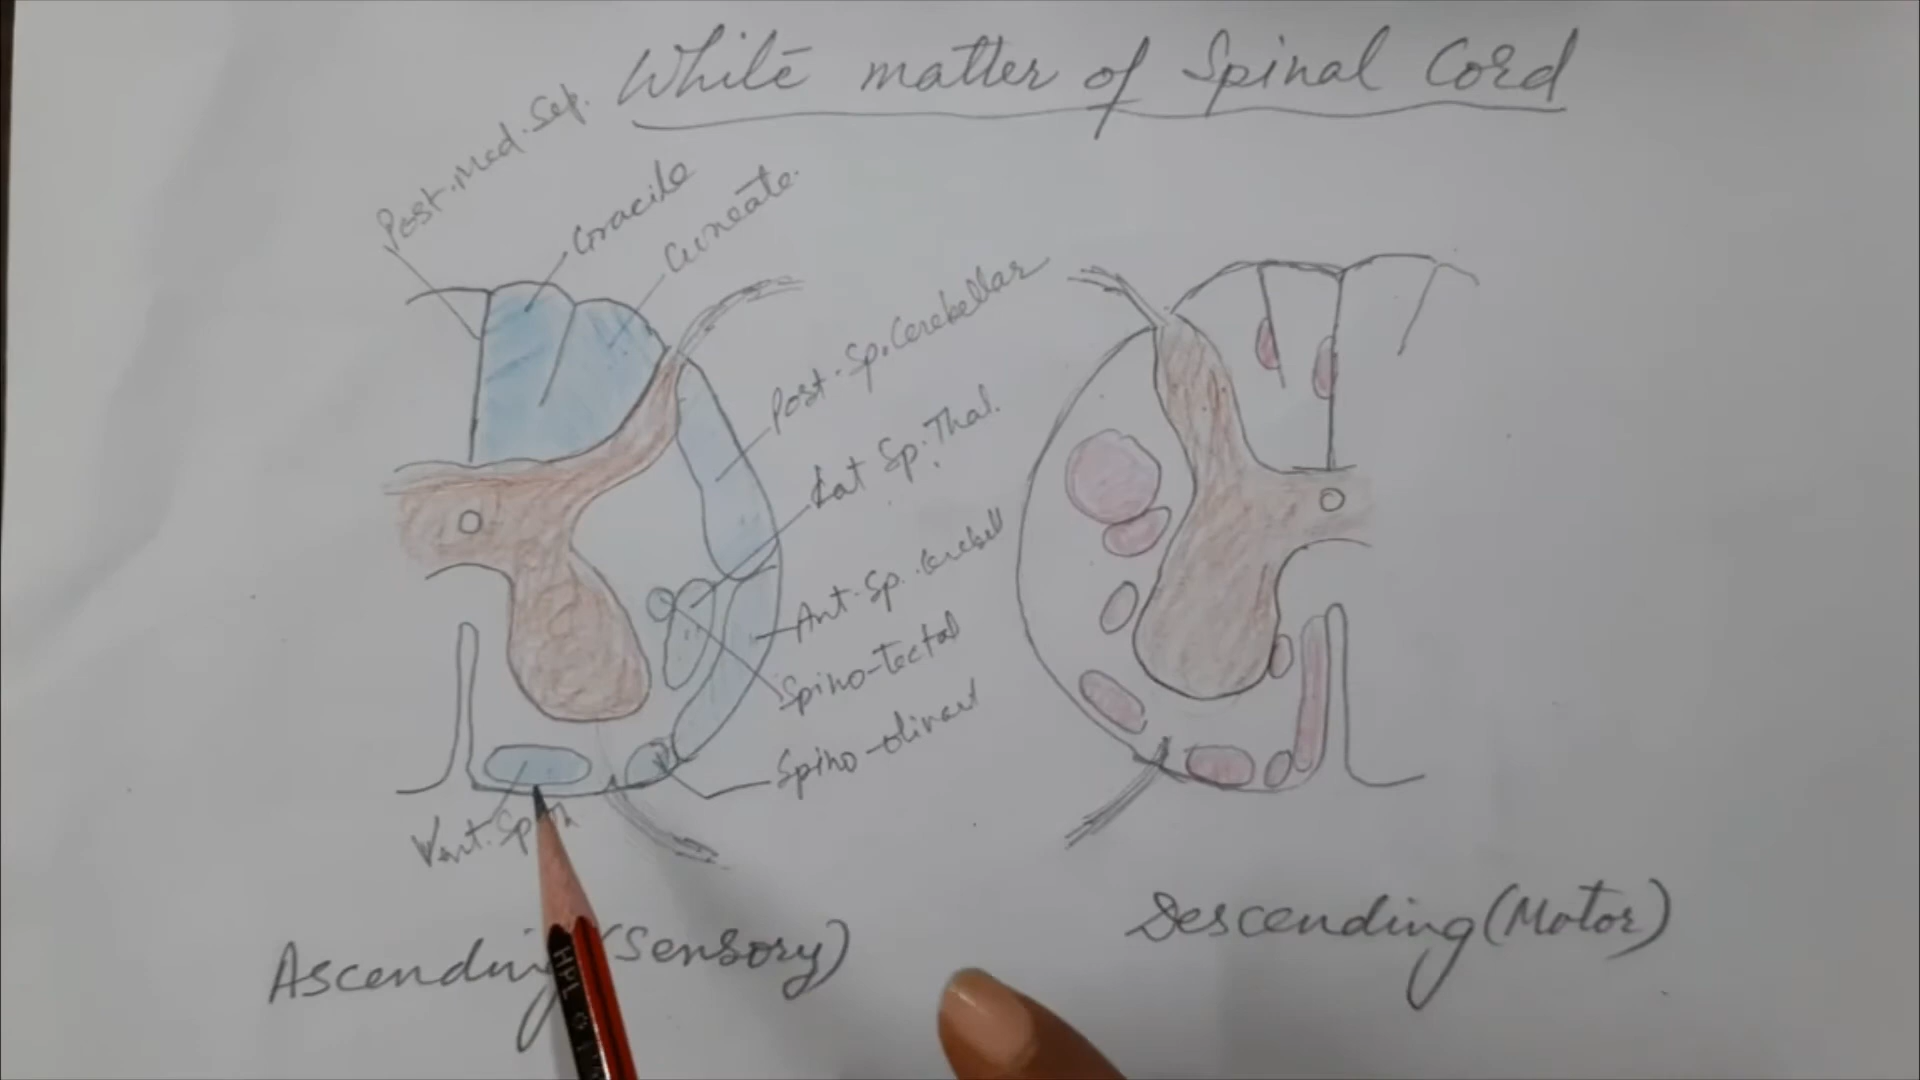 White matter of Spinal Cord
Post. Med. Sep.
Gracile
Cuneate.
Post. Sp. Cerebellar
Lat Sp. Thal.
Ant. Sp. Cerebell
Spino-tectal
Spino-olivary
Vent. Sp
Ascending (Sensory)
Descending (Motor)
HPL